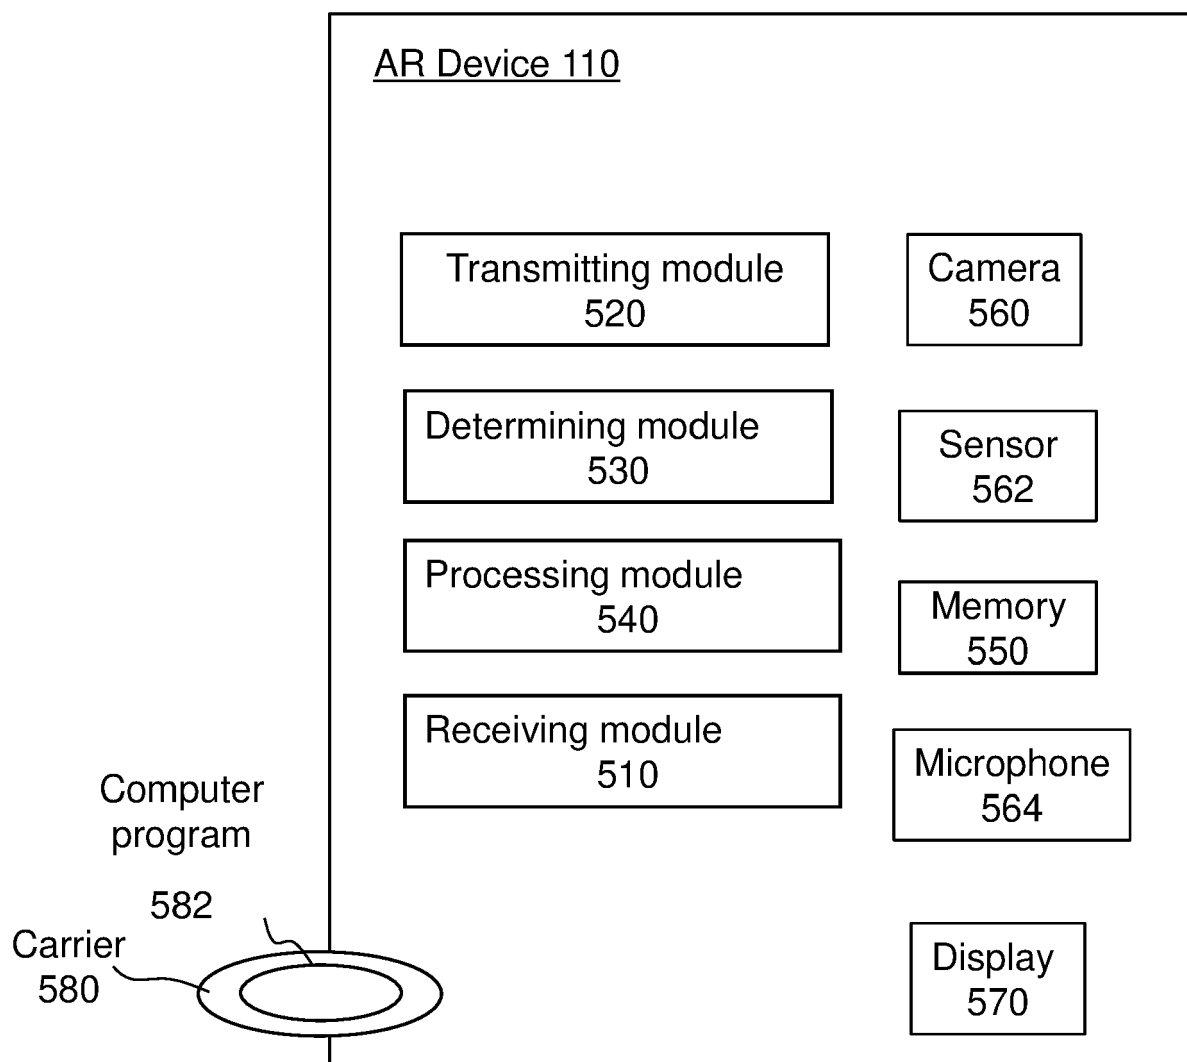 AR Device 110
Transmitting module
520
Camera
560
Determining module
530
Sensor
562
Processing module
540
Memory
550
Receiving module
510
Microphone
564
Computer
program
582
Carrier
580
Display
570